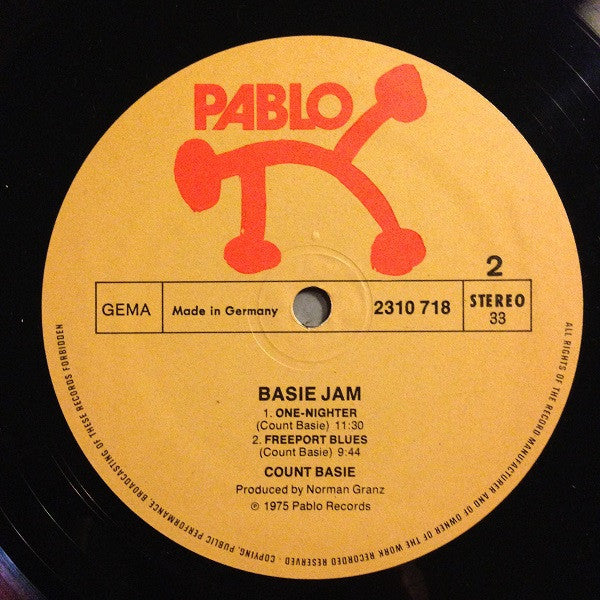 PABLO
2
GEMA
Made in Germany
2310 718
STEREO
33
BASIE JAM
1. ONE-NIGHTER
(Count Basie) 11:30
2. FREEPORT BLUES
(Count Basie) 9:44
COUNT BASIE
Produced by Norman Granz
℗ 1975 Pablo Records
ALL RIGHTS OF THE RECORD MANUFACTURER AND OF OWNER OF THE WORK RECORDED RESERVED · COPYING, PUBLIC PERFORMANCE, BROADCASTING OF THESE RECORDS FORBIDDEN